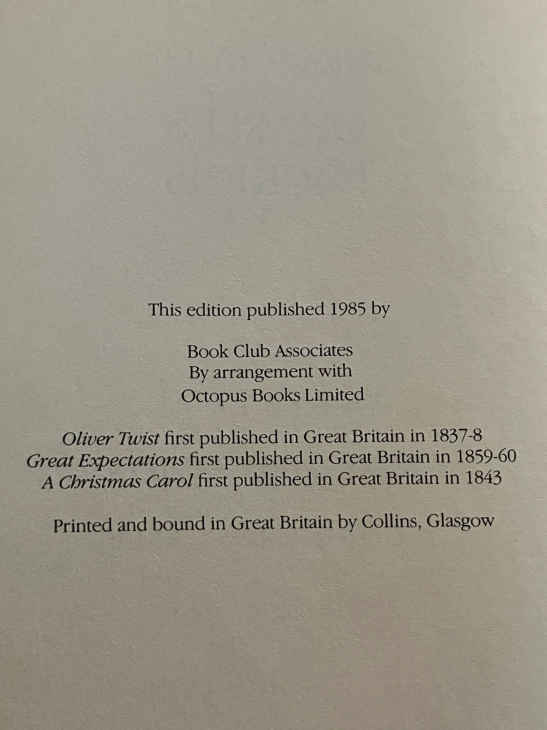 This edition published 1985 by
Book Club Associates
By arrangement with
Octopus Books Limited
Oliver Twist first published in Great Britain in 1837-8
Great Expectations first published in Great Britain in 1859-60
A Christmas Carol first published in Great Britain in 1843
Printed and bound in Great Britain by Collins, Glasgow